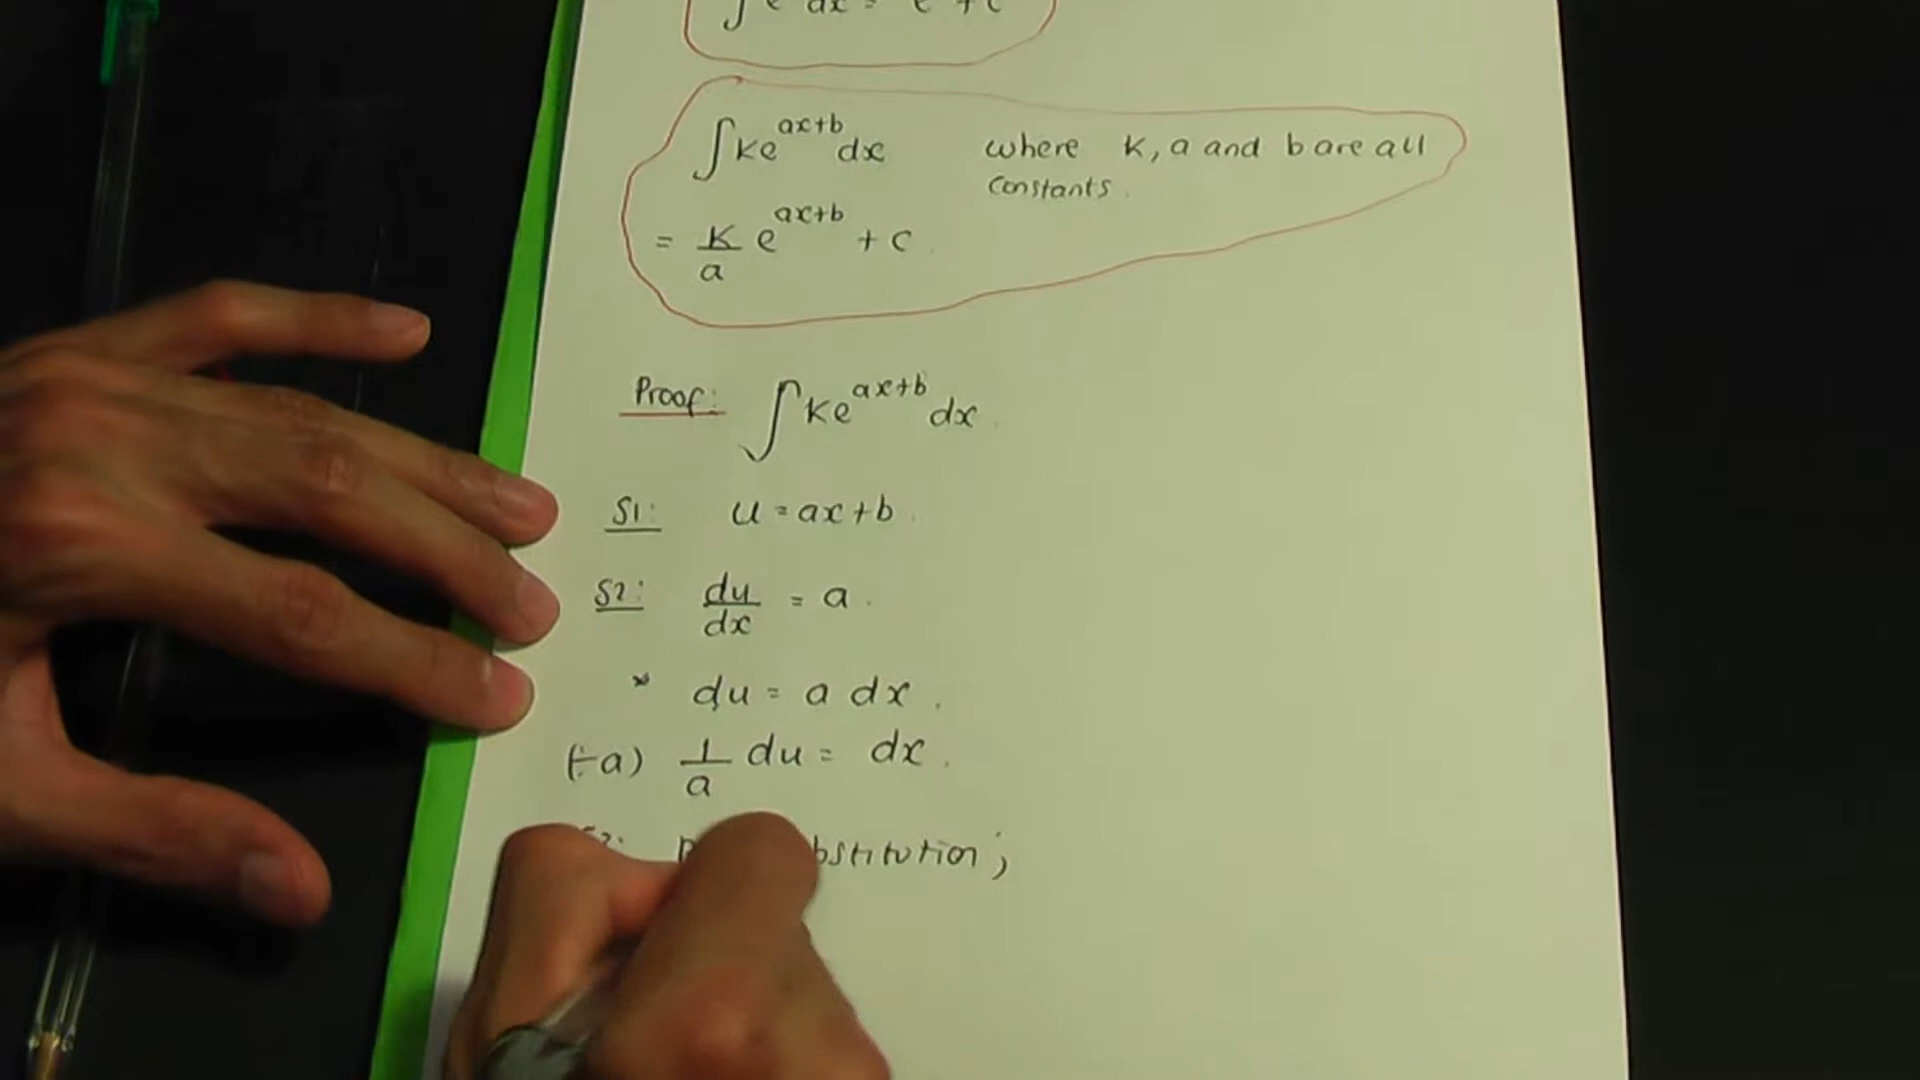 ∫ e dx = e + c
∫ke^(ax+b) dx where k, a and b are all
constants.
= k/a e^(ax+b) + c
Proof: ∫ke^(ax+b) dx
S1: u = ax+b
S2: du/dx = a
* du = a dx
(÷a) 1/a du = dx